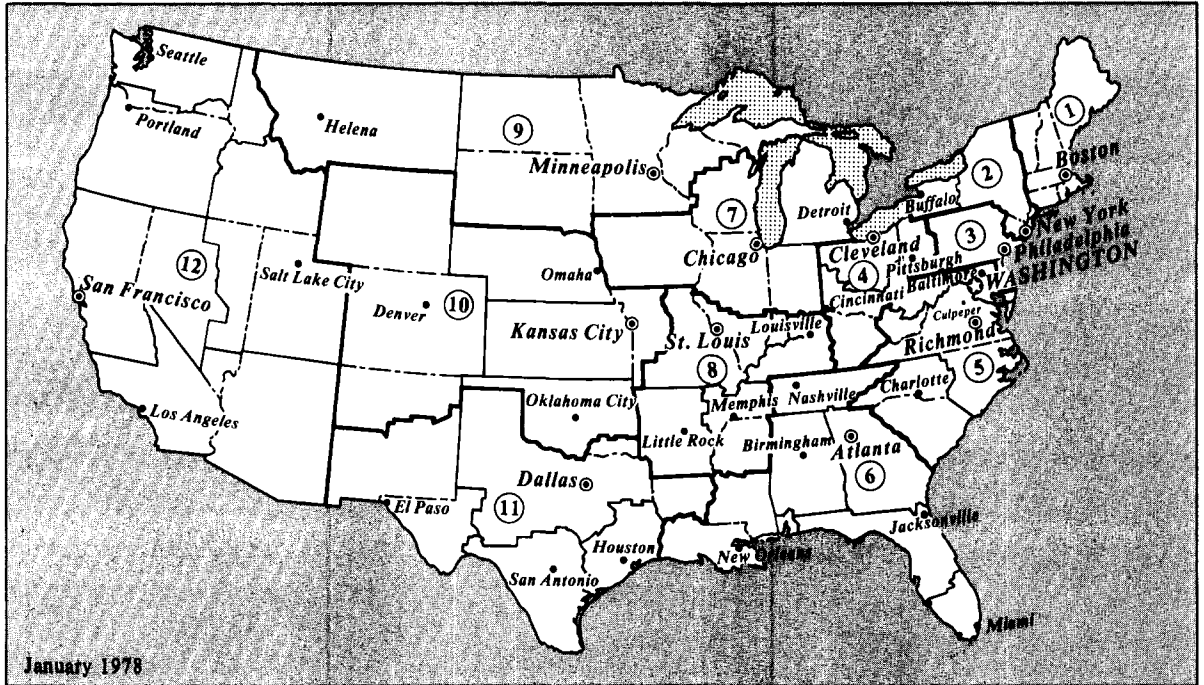 Seattle
Portland
Helena
9
Minneapolis
1
Boston
2
Buffalo
7
Detroit
New York
3
Philadelphia
Cleveland
Pittsburgh
4
WASHINGTON
Baltimore
Cincinnati
Chicago
Omaha
Salt Lake City
12
San Francisco
Denver
10
Kansas City
St. Louis
Louisville
Culpeper
Richmond
8
5
Charlotte
Nashville
Memphis
Los Angeles
Oklahoma City
Little Rock
Birmingham
Atlanta
6
Dallas
El Paso
11
Jacksonville
Houston
New Orleans
San Antonio
Miami
January 1978